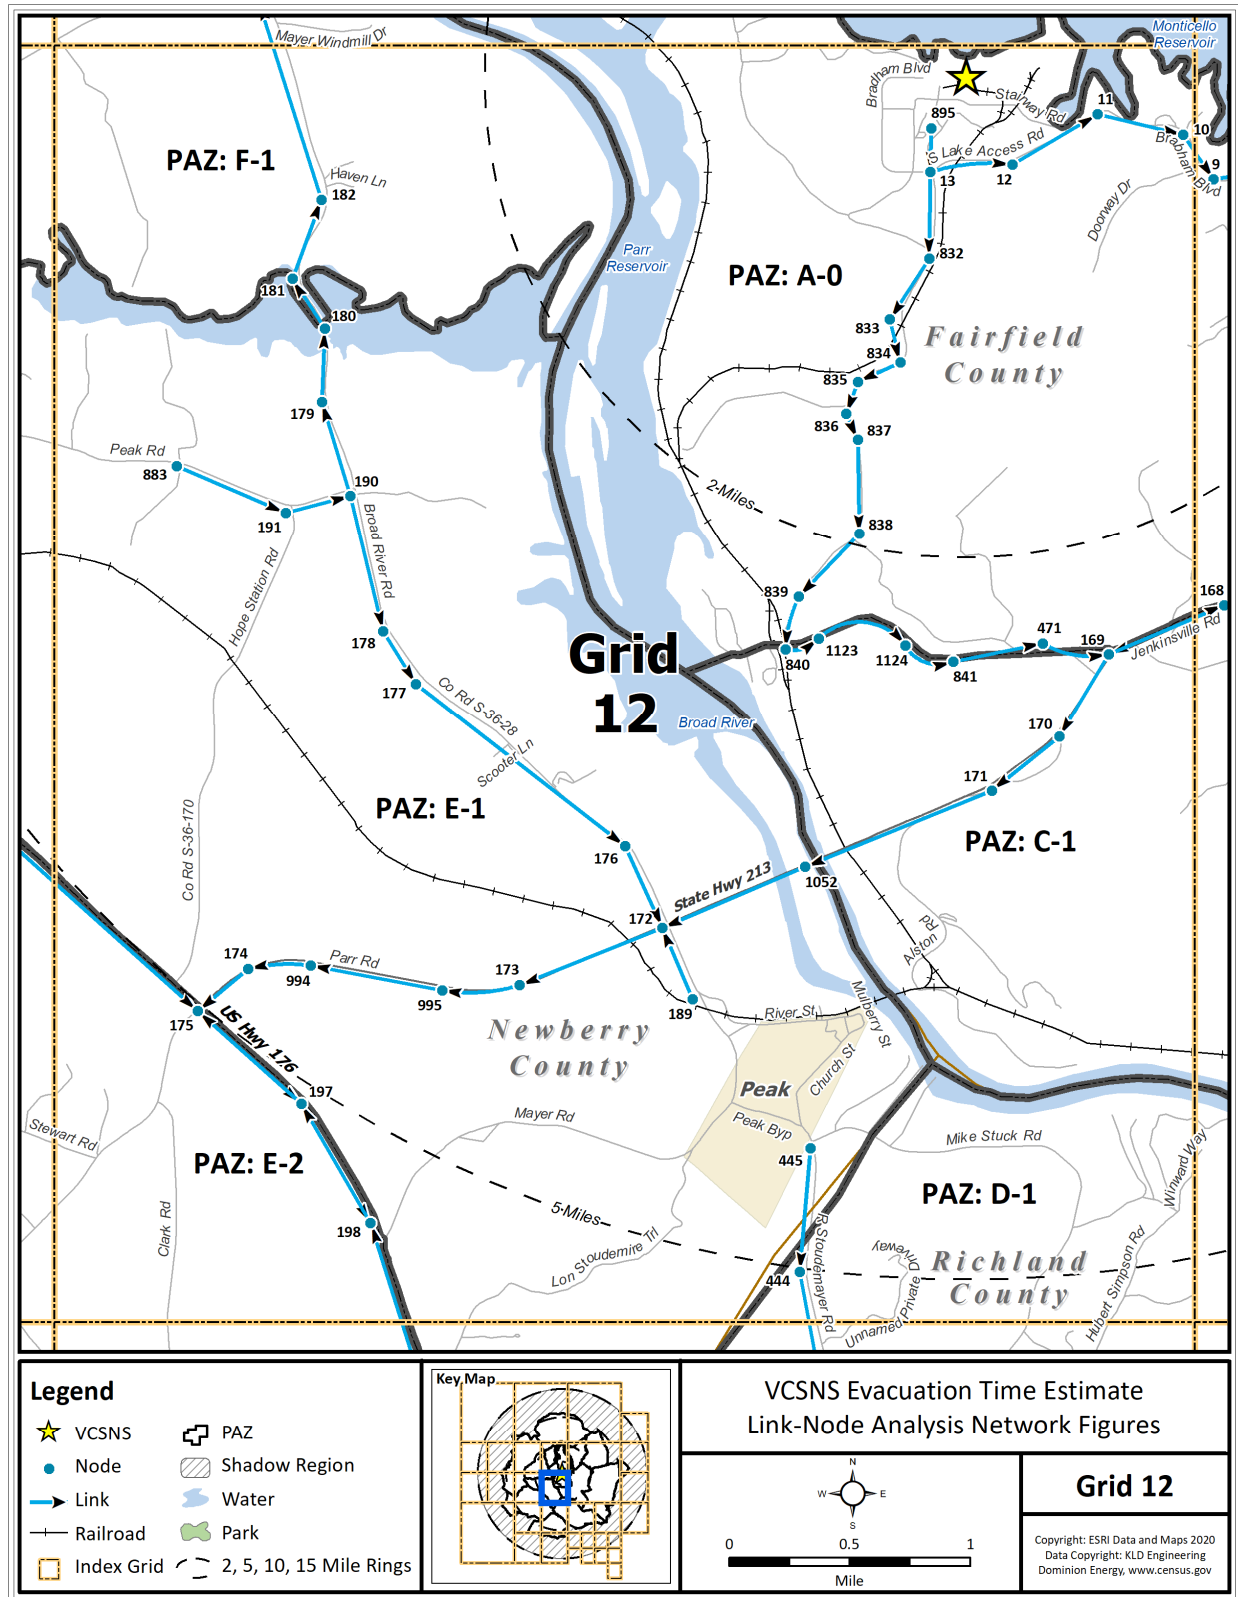 Mayer Windmill Dr
Monticello
Reservoir
Bradham Blvd
Stairway Rd
11
10
895
Brabham Blvd
9
S Lake Access Rd
13
12
PAZ: F-1
Haven Ln
182
Doorway Dr
Parr
Reservoir
832
PAZ: A-0
181
180
833
Fairfield
County
834
835
179
836
837
Peak Rd
883
190
191
2-Miles
Broad River Rd
838
Hope Station Rd
839
168
178
Grid
12
1123
840
1124
841
471
169
Jenkinsville Rd
177
Co Rd S-36-28
Broad River
170
Scooter Ln
171
PAZ: E-1
PAZ: C-1
Co Rd S-36-170
176
1052
State Hwy 213
172
Alston Rd
174
Parr Rd
994
173
995
189
175
US Hwy 176
River St
Mulberry St
Newberry
County
Church St
Peak
197
Mayer Rd
Peak Byp
Stewart Rd
Mike Stuck Rd
445
PAZ: E-2
PAZ: D-1
Winward Way
198
5-Miles
Clark Rd
Lon Stoudemire Trl
444
R Stoudemayer Rd
Unnamed Private Driveway
Richland
County
Hubert Simpson Rd
Legend
VCSNS
PAZ
Node
Shadow Region
Link
Water
Railroad
Park
Index Grid
2, 5, 10, 15 Mile Rings
Key Map
VCSNS Evacuation Time Estimate
Link-Node Analysis Network Figures
N
W
E
S
0
0.5
1
Mile
Grid 12
Copyright: ESRI Data and Maps 2020
Data Copyright: KLD Engineering
Dominion Energy, www.census.gov